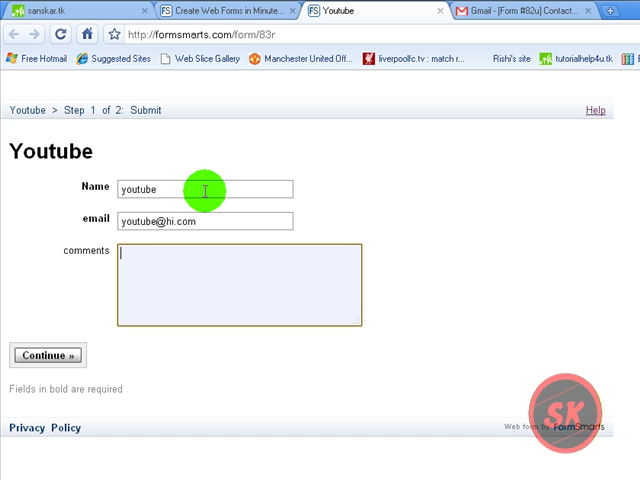 sanskar.tk
Create Web Forms in Minute...
Youtube
Gmail - [Form #82u] Contact...
http://formsmarts.com/form/83r
Free Hotmail
Suggested Sites
Web Slice Gallery
Manchester United Of...
liverpoolfc.tv : match r...
Rishi's site
tutorialhelp4u.tk
Youtube > Step 1 of 2: Submit
Help
Youtube
Name
youtube
email
youtube@hi.com
comments
Continue »
Fields in bold are required
SK
Privacy Policy
Web form by FormSmarts